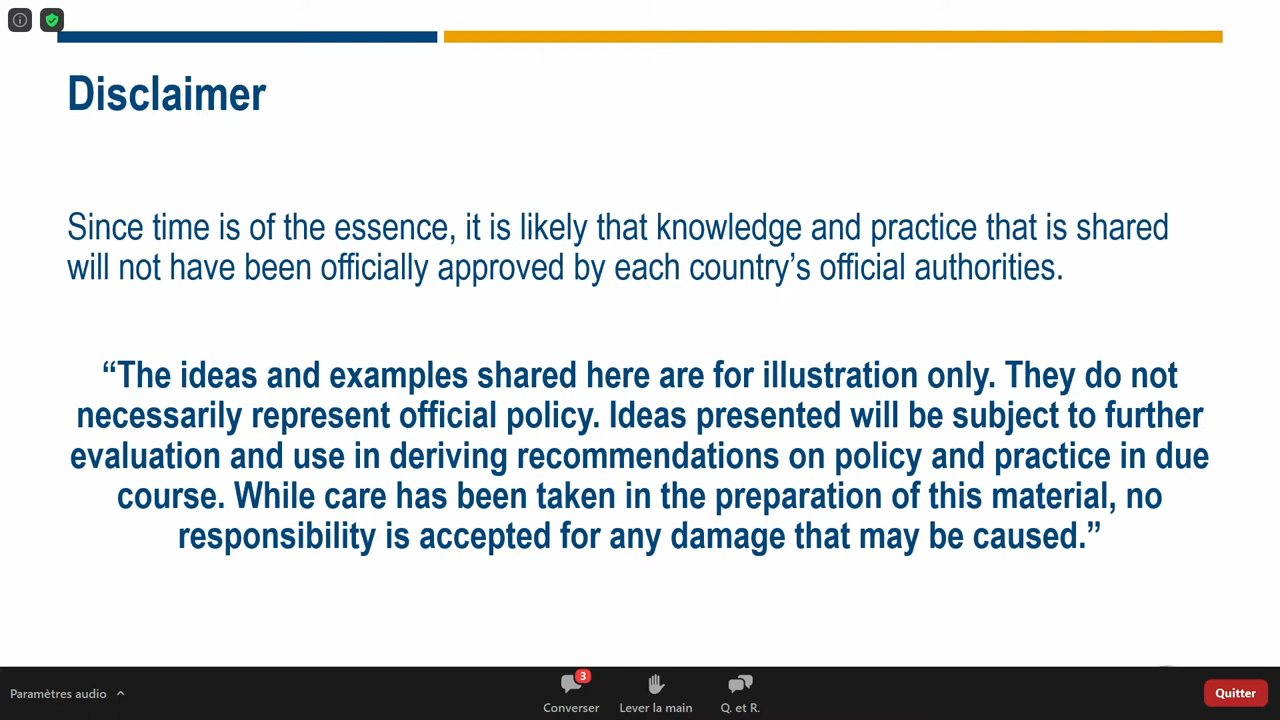 Disclaimer
Since time is of the essence, it is likely that knowledge and practice that is shared
will not have been officially approved by each country’s official authorities.
“The ideas and examples shared here are for illustration only. They do not
necessarily represent official policy. Ideas presented will be subject to further
evaluation and use in deriving recommendations on policy and practice in due
course. While care has been taken in the preparation of this material, no
responsibility is accepted for any damage that may be caused.”
Paramètres audio
3
Converser
Lever la main
Q. et R.
Quitter